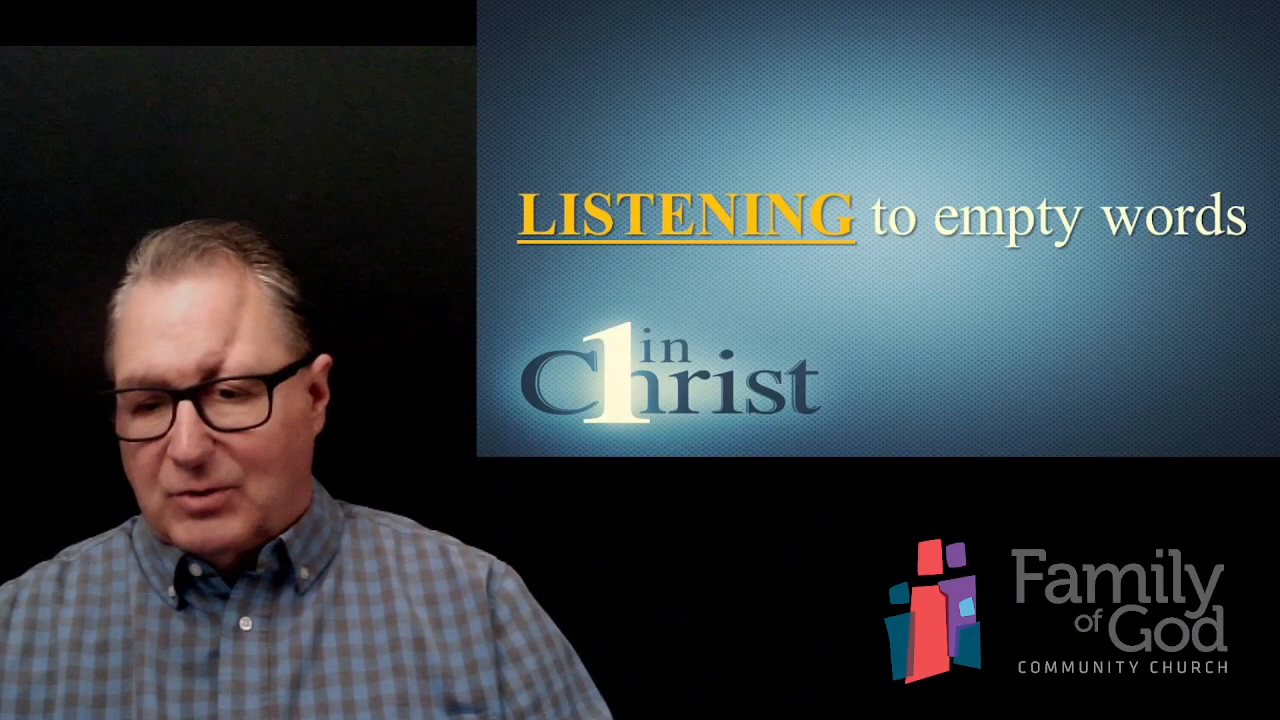 LISTENING to empty words
1 in
Christ
Family
of God
COMMUNITY CHURCH